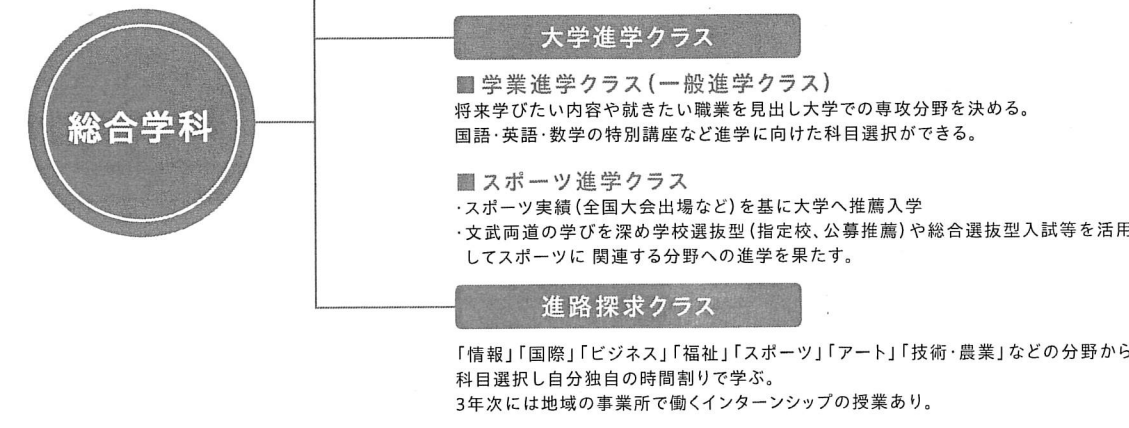 総合学科
大学進学クラス
■学業進学クラス(一般進学クラス)
将来学びたい内容や就きたい職業を見出し大学での専攻分野を決める。
国語・英語・数学の特別講座など進学に向けた科目選択ができる。
■スポーツ進学クラス
・スポーツ実績(全国大会出場など)を基に大学へ推薦入学
・文武両道の学びを深め学校選抜型(指定校、公募推薦)や総合選抜型入試等を活用
してスポーツに 関連する分野への進学を果たす。
進路探求クラス
「情報」「国際」「ビジネス」「福祉」「スポーツ」「アート」「技術・農業」などの分野から
科目選択し自分独自の時間割りで学ぶ。
3年次には地域の事業所で働くインターンシップの授業あり。